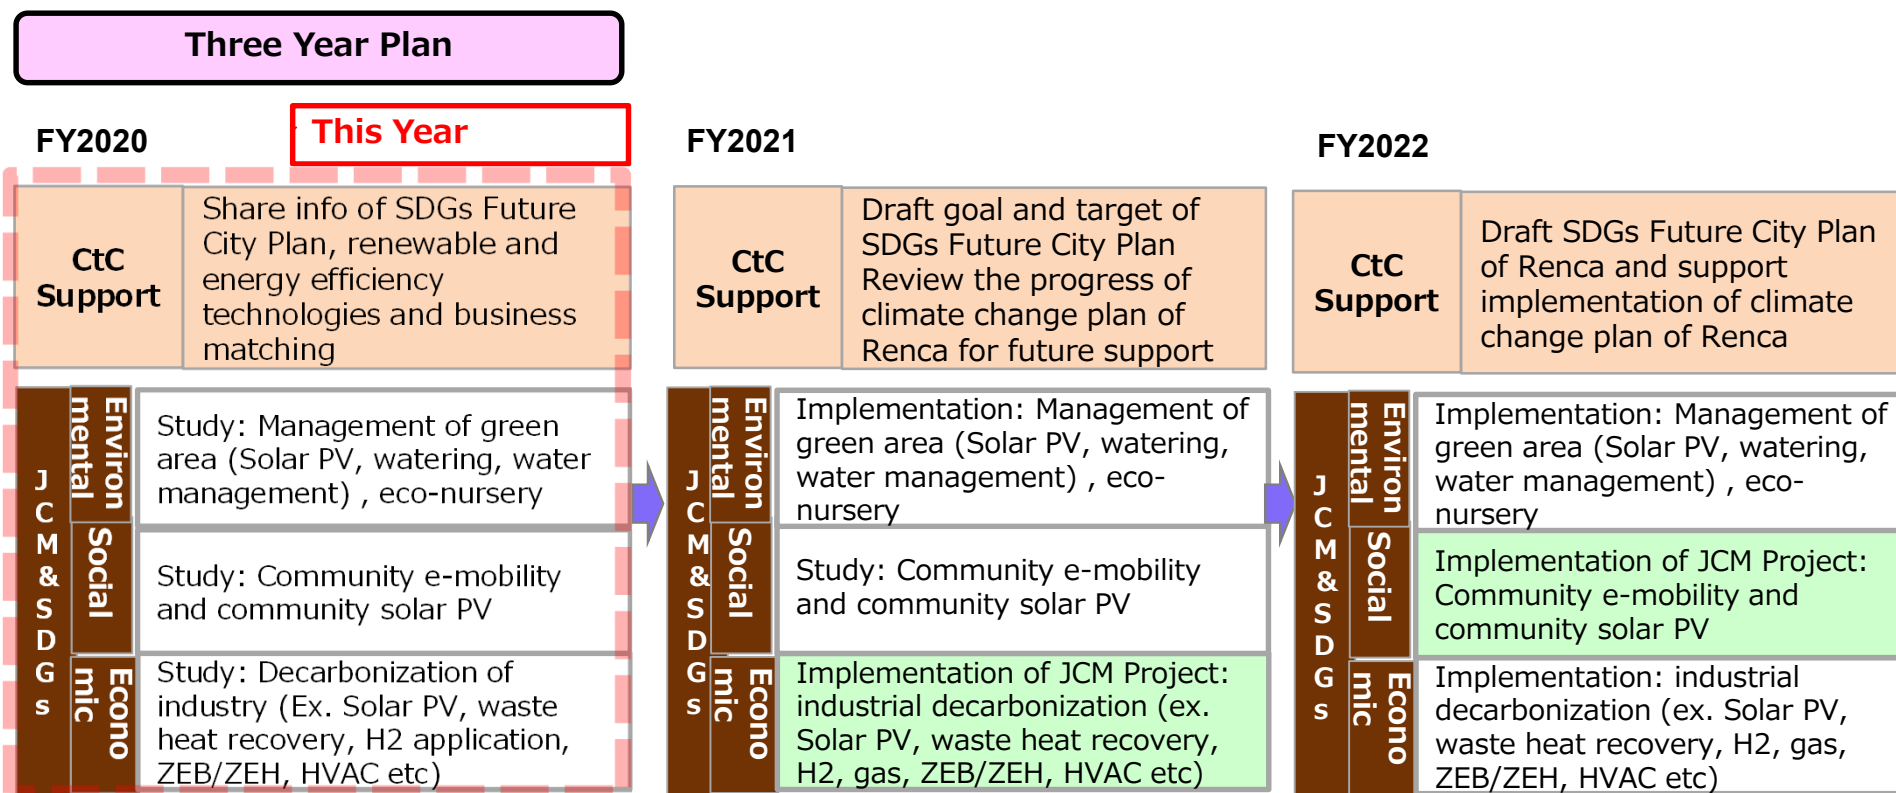 Three Year Plan
FY2020
This Year
CtC
Support
Share info of SDGs Future
City Plan, renewable and
energy efficiency
technologies and business
matching
JCM&SDGs
Environ
mental
Study: Management of green
area (Solar PV, watering, water
management) , eco-nursery
Social
Study: Community e-mobility
and community solar PV
Econo
mic
Study: Decarbonization of
industry (Ex. Solar PV, waste
heat recovery, H2 application,
ZEB/ZEH, HVAC etc)
FY2021
CtC
Support
Draft goal and target of
SDGs Future City Plan
Review the progress of
climate change plan of
Renca for future support
JCM&SDGs
Environ
mental
Implementation: Management of
green area (Solar PV, watering,
water management) , eco-
nursery
Social
Study: Community e-mobility
and community solar PV
Econo
mic
Implementation of JCM Project:
industrial decarbonization (ex.
Solar PV, waste heat recovery,
H2, gas, ZEB/ZEH, HVAC etc)
FY2022
CtC
Support
Draft SDGs Future City Plan
of Renca and support
implementation of climate
change plan of Renca
JCM&SDGs
Environ
mental
Implementation: Management of
green area (Solar PV, watering,
water management) , eco-
nursery
Social
Implementation of JCM Project:
Community e-mobility and
community solar PV
Econo
mic
Implementation: industrial
decarbonization (ex. Solar PV,
waste heat recovery, H2, gas,
ZEB/ZEH, HVAC etc)